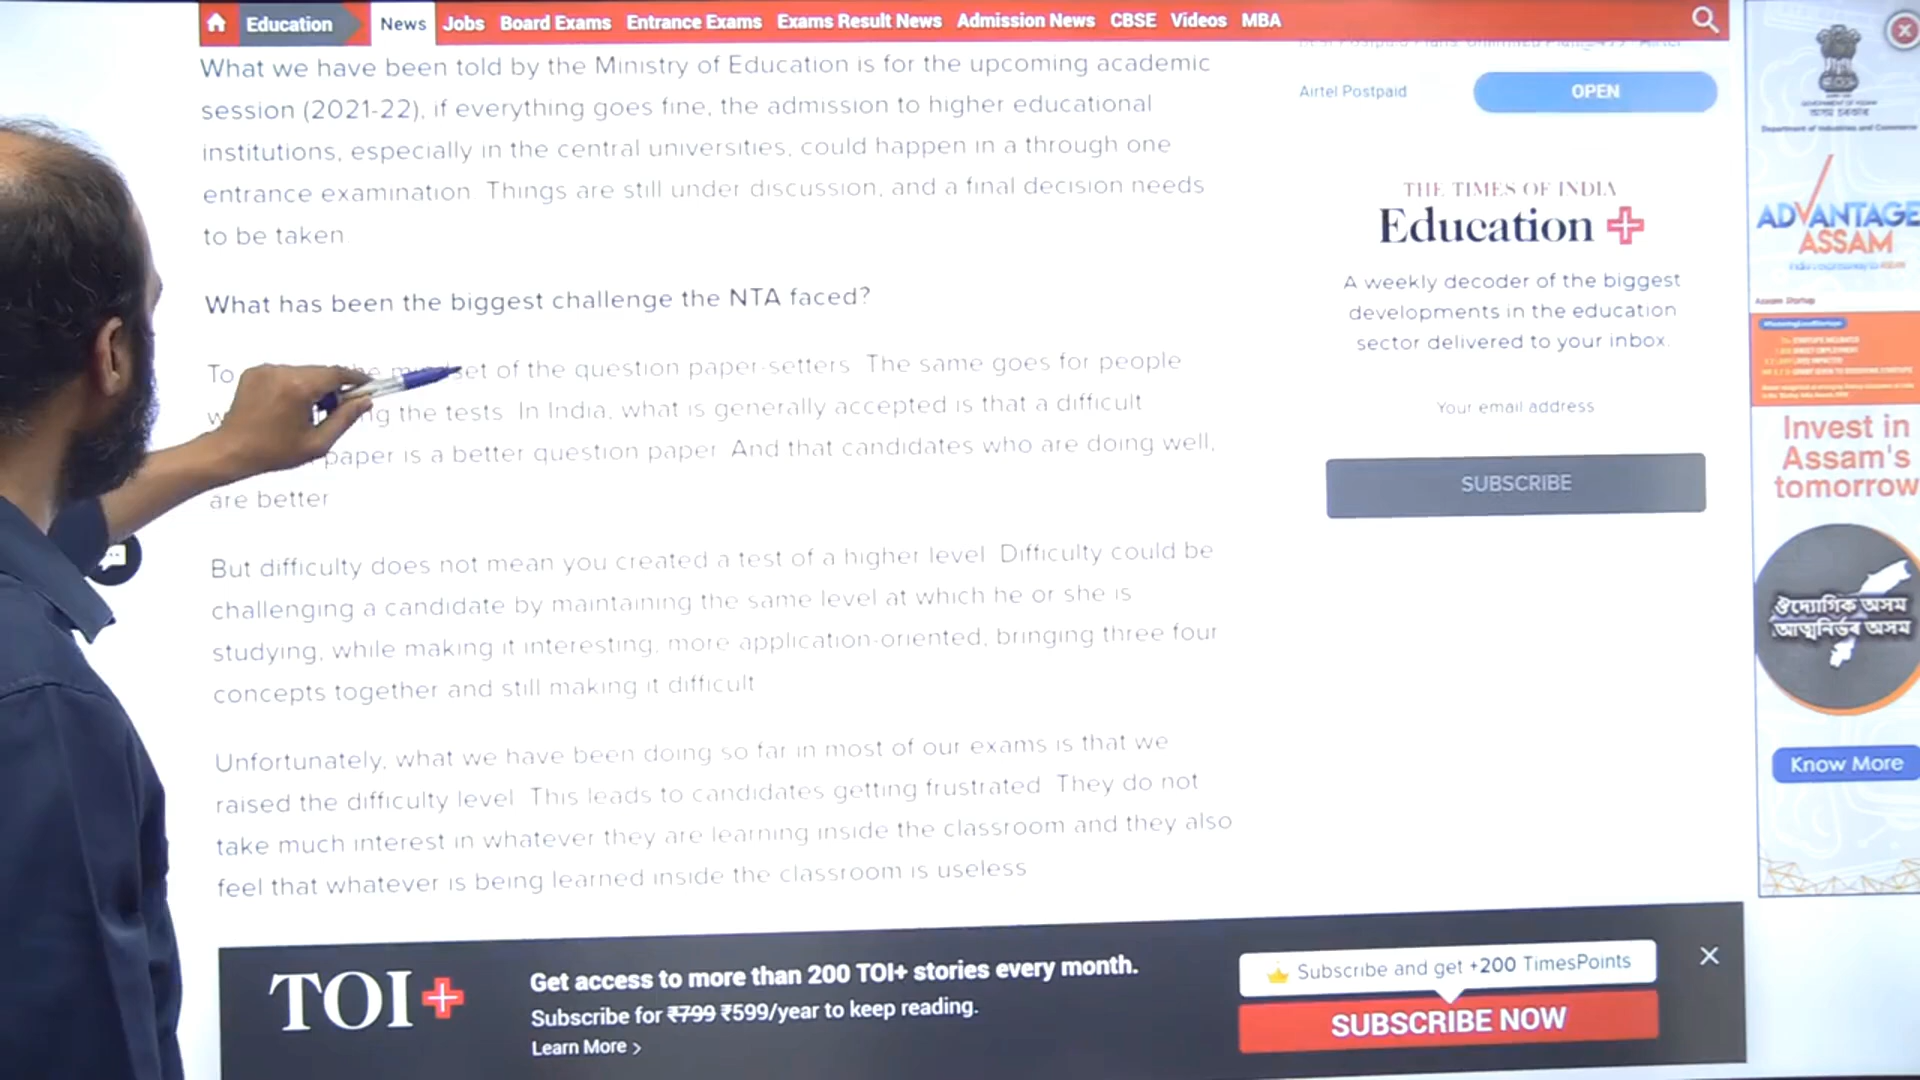 Education News Jobs Board Exams Entrance Exams Exams Result News Admission News CBSE Videos MBA
What we have been told by the Ministry of Education is for the upcoming academic
session (2021-22), if everything goes fine, the admission to higher educational
institutions, especially in the central universities, could happen in a through one
entrance examination. Things are still under discussion, and a final decision needs
to be taken.
What has been the biggest challenge the NTA faced?
To the mindset of the question paper-setters. The same goes for people
the tests. In India, what is generally accepted is that a difficult
paper is a better question paper. And that candidates who are doing well,
are better.
But difficulty does not mean you created a test of a higher level. Difficulty could be
challenging a candidate by maintaining the same level at which he or she is
studying, while making it interesting, more application-oriented, bringing three four
concepts together and still making it difficult.
Unfortunately, what we have been doing so far in most of our exams is that we
raised the difficulty level. This leads to candidates getting frustrated. They do not
take much interest in whatever they are learning inside the classroom and they also
feel that whatever is being learned inside the classroom is useless.
Airtel Postpaid
OPEN
THE TIMES OF INDIA
Education +
A weekly decoder of the biggest
developments in the education
sector delivered to your inbox.
Your email address
SUBSCRIBE
Department of Industries and Commerce
ADVANTAGE
ASSAM
Assam Startup
Invest in
Assam's
tomorrow
ঔদ্যোগিক অসম
আত্মনিৰ্ভৰ অসম
Know More
TOI+
Get access to more than 200 TOI+ stories every month.
Subscribe for ₹799 ₹599/year to keep reading.
Learn More >
Subscribe and get +200 TimesPoints
SUBSCRIBE NOW